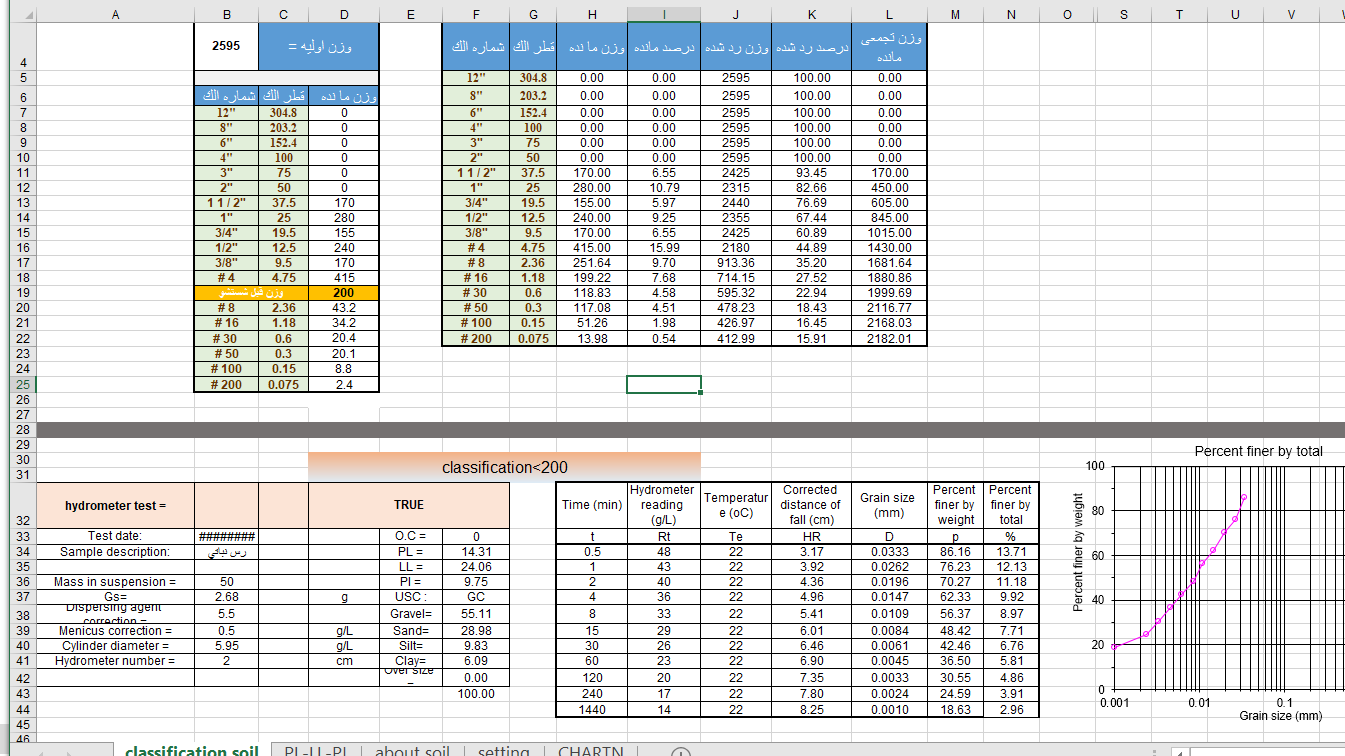 A B C D E F G H I J K L M N O S T U V
4 2595 وزن اولیه = شماره الك قطر الك وزن ما نده درصد مانده وزن رد شده درصد رد شده وزن تجمعی مانده
5 12" 304.8 0.00 0.00 2595 100.00 0.00
6 شماره الك قطر الك وزن ما نده 8" 203.2 0.00 0.00 2595 100.00 0.00
7 12" 304.8 0 6" 152.4 0.00 0.00 2595 100.00 0.00
8 8" 203.2 0 4" 100 0.00 0.00 2595 100.00 0.00
9 6" 152.4 0 3" 75 0.00 0.00 2595 100.00 0.00
10 4" 100 0 2" 50 0.00 0.00 2595 100.00 0.00
11 3" 75 0 1 1 / 2" 37.5 170.00 6.55 2425 93.45 170.00
12 2" 50 0 1" 25 280.00 10.79 2315 82.66 450.00
13 1 1 / 2" 37.5 170 3/4" 19.5 155.00 5.97 2440 76.69 605.00
14 1" 25 280 1/2" 12.5 240.00 9.25 2355 67.44 845.00
15 3/4" 19.5 155 3/8" 9.5 170.00 6.55 2425 60.89 1015.00
16 1/2" 12.5 240 # 4 4.75 415.00 15.99 2180 44.89 1430.00
17 3/8" 9.5 170 # 8 2.36 251.64 9.70 913.36 35.20 1681.64
18 # 4 4.75 415 # 16 1.18 199.22 7.68 714.15 27.52 1880.86
19 وزن قبل شستشو 200 # 30 0.6 118.83 4.58 595.32 22.94 1999.69
20 # 8 2.36 43.2 # 50 0.3 117.08 4.51 478.23 18.43 2116.77
21 # 16 1.18 34.2 # 100 0.15 51.26 1.98 426.97 16.45 2168.03
22 # 30 0.6 20.4 # 200 0.075 13.98 0.54 412.99 15.91 2182.01
23 # 50 0.3 20.1
24 # 100 0.15 8.8
25 # 200 0.075 2.4
26
27
28
29
30 Percent finer by total
31 classification<200
32 hydrometer test = TRUE Time (min) Hydrometer reading (g/L) Temperatur e (oC) Corrected distance of fall (cm) Grain size (mm) Percent finer by weight Percent finer by total
33 Test date: ######## O.C = 0 t Rt Te HR D p %
34 Sample description: رس نباتي PL = 14.31 0.5 48 22 3.17 0.0333 86.16 13.71
35 LL = 24.06 1 43 22 3.92 0.0262 76.23 12.13
36 Mass in suspension = 50 PI = 9.75 2 40 22 4.36 0.0196 70.27 11.18
37 Gs= 2.68 g USC : GC 4 36 22 4.96 0.0147 62.33 9.92
38 Dispersing agent correction = 5.5 Gravel= 55.11 8 33 22 5.41 0.0109 56.37 8.97
39 Menicus correction = 0.5 g/L Sand= 28.98 15 29 22 6.01 0.0084 48.42 7.71
40 Cylinder diameter = 5.95 g/L Silt= 9.83 30 26 22 6.46 0.0061 42.46 6.76
41 Hydrometer number = 2 cm Clay= 6.09 60 23 22 6.90 0.0045 36.50 5.81
42 Over size = 0.00 120 20 22 7.35 0.0033 30.55 4.86
43 100.00 240 17 22 7.80 0.0024 24.59 3.91
44 1440 14 22 8.25 0.0010 18.63 2.96
45
46
Percent finer by weight
100
80
60
40
20
0
0.001 0.01 0.1
Grain size (mm)
classification soil PL-LL-PI about soil setting CHARTN